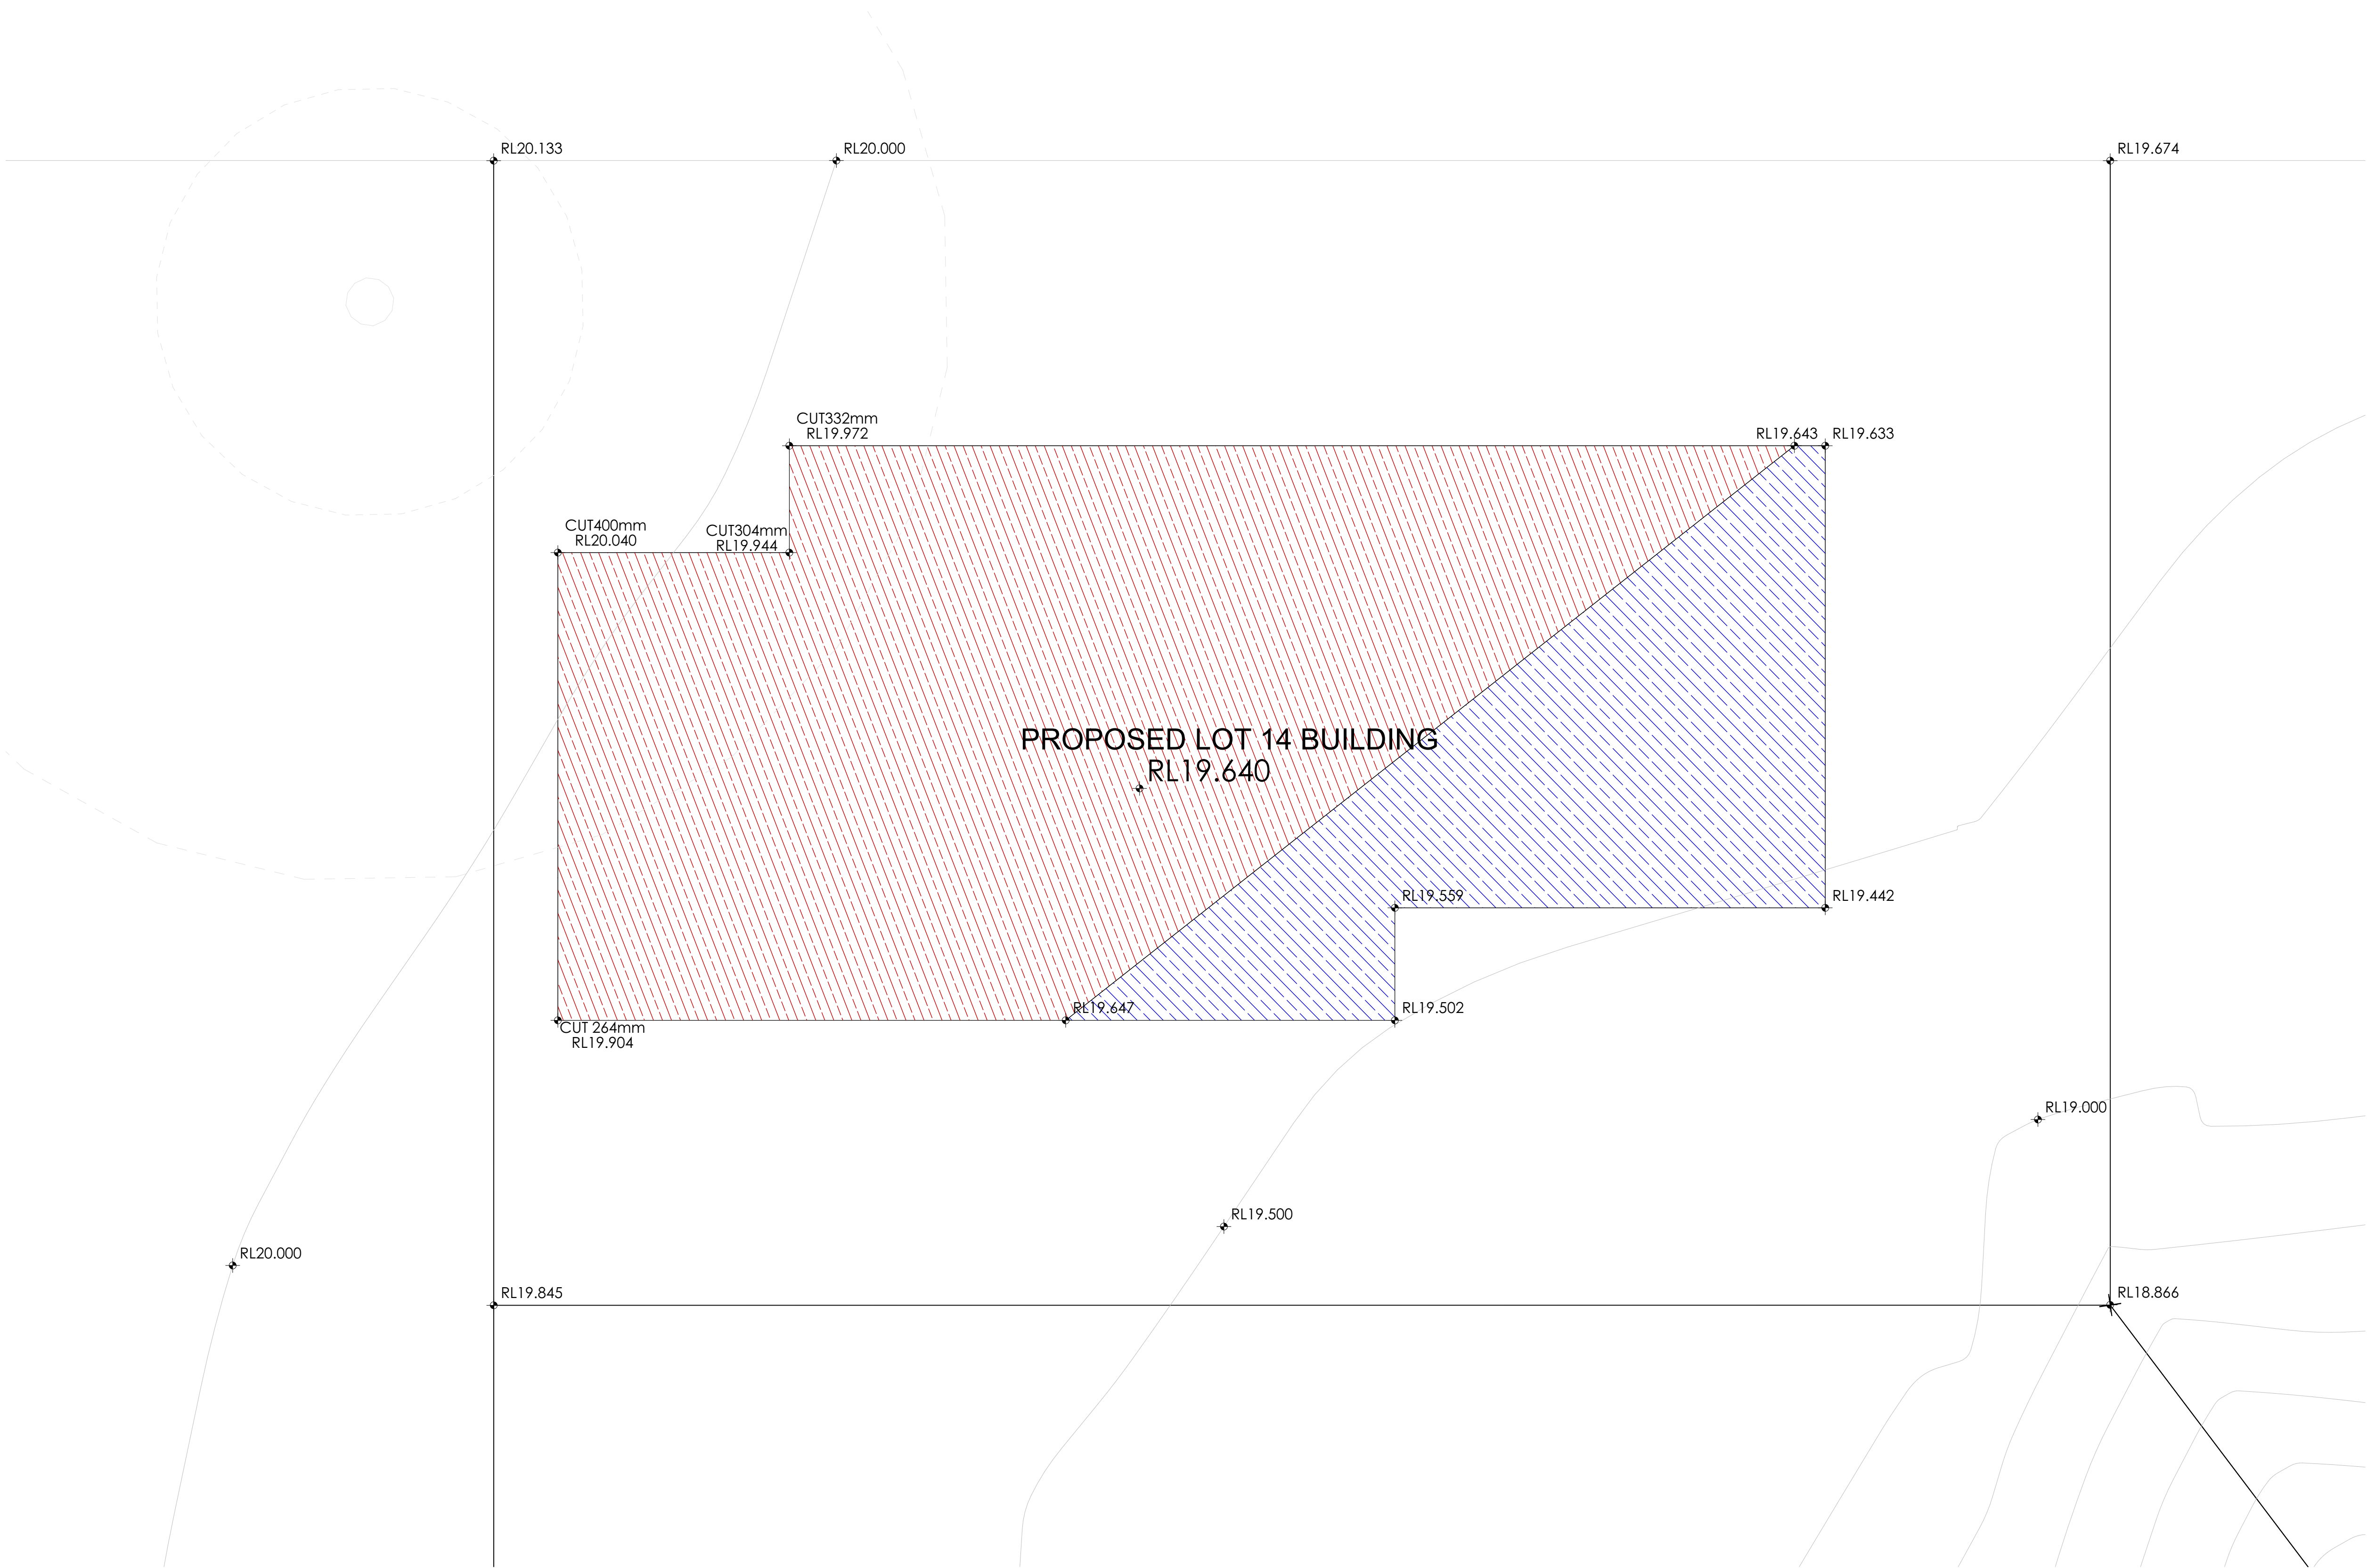 RL20.133
RL20.000
RL19.674
CUT332mm
RL19.972
RL19.643
RL19.633
CUT400mm
RL20.040
CUT304mm
RL19.944
PROPOSED LOT 14 BUILDING
RL19.640
RL19.559
RL19.442
RL19.647
RL19.502
CUT 264mm
RL19.904
RL19.000
RL19.500
RL20.000
RL19.845
RL18.866